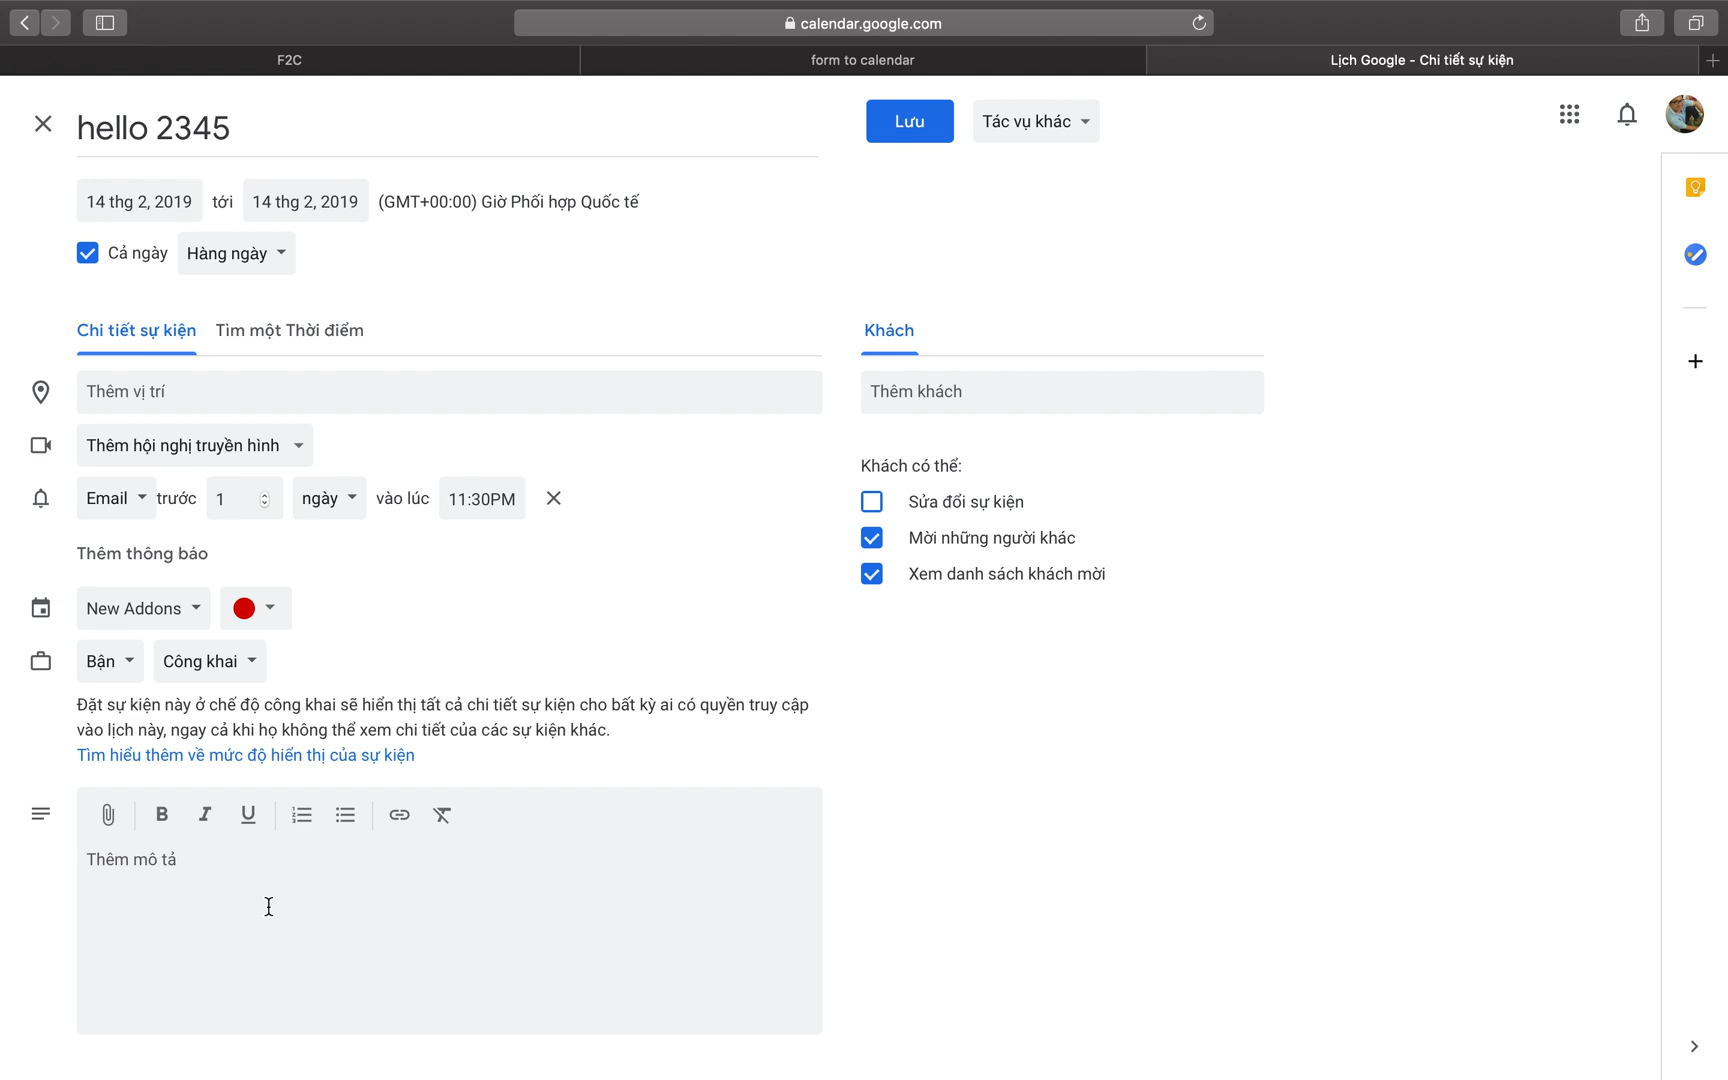 calendar.google.com
F2C
form to calendar
Lịch Google - Chi tiết sự kiện
hello 2345
Lưu
Tác vụ khác
14 thg 2, 2019 tới 14 thg 2, 2019 (GMT+00:00) Giờ Phối hợp Quốc tế
Cả ngày Hàng ngày
Chi tiết sự kiện Tìm một Thời điểm
Khách
Thêm vị trí
Thêm khách
Thêm hội nghị truyền hình
Khách có thể:
Email trước 1 ngày vào lúc 11:30PM
Sửa đổi sự kiện
Mời những người khác
Thêm thông báo
Xem danh sách khách mời
New Addons
Bận Công khai
Đặt sự kiện này ở chế độ công khai sẽ hiển thị tất cả chi tiết sự kiện cho bất kỳ ai có quyền truy cập
vào lịch này, ngay cả khi họ không thể xem chi tiết của các sự kiện khác.
Tìm hiểu thêm về mức độ hiển thị của sự kiện
B I U
Thêm mô tả